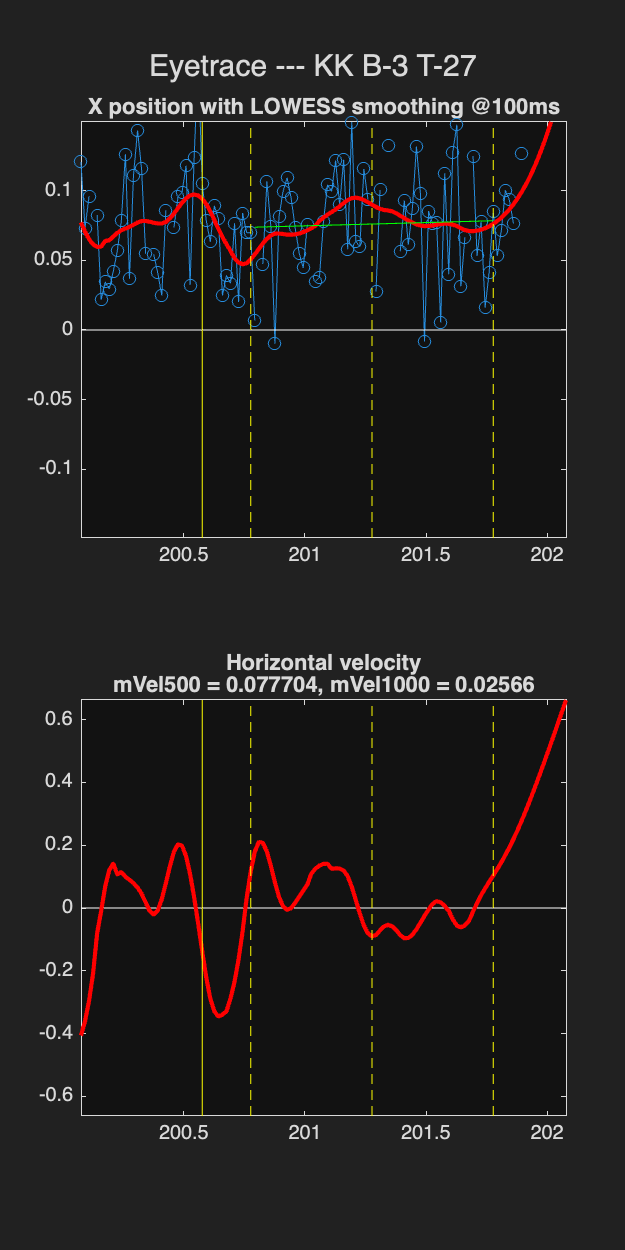 Eyetrace --- KK B-3 T-27
X position with LOWESS smoothing @100ms
0.1
0.05
0
-0.05
-0.1
200.5 201 201.5 202
Horizontal velocity
mVel500 = 0.077704, mVel1000 = 0.02566
0.6
0.4
0.2
0
-0.2
-0.4
-0.6
200.5 201 201.5 202